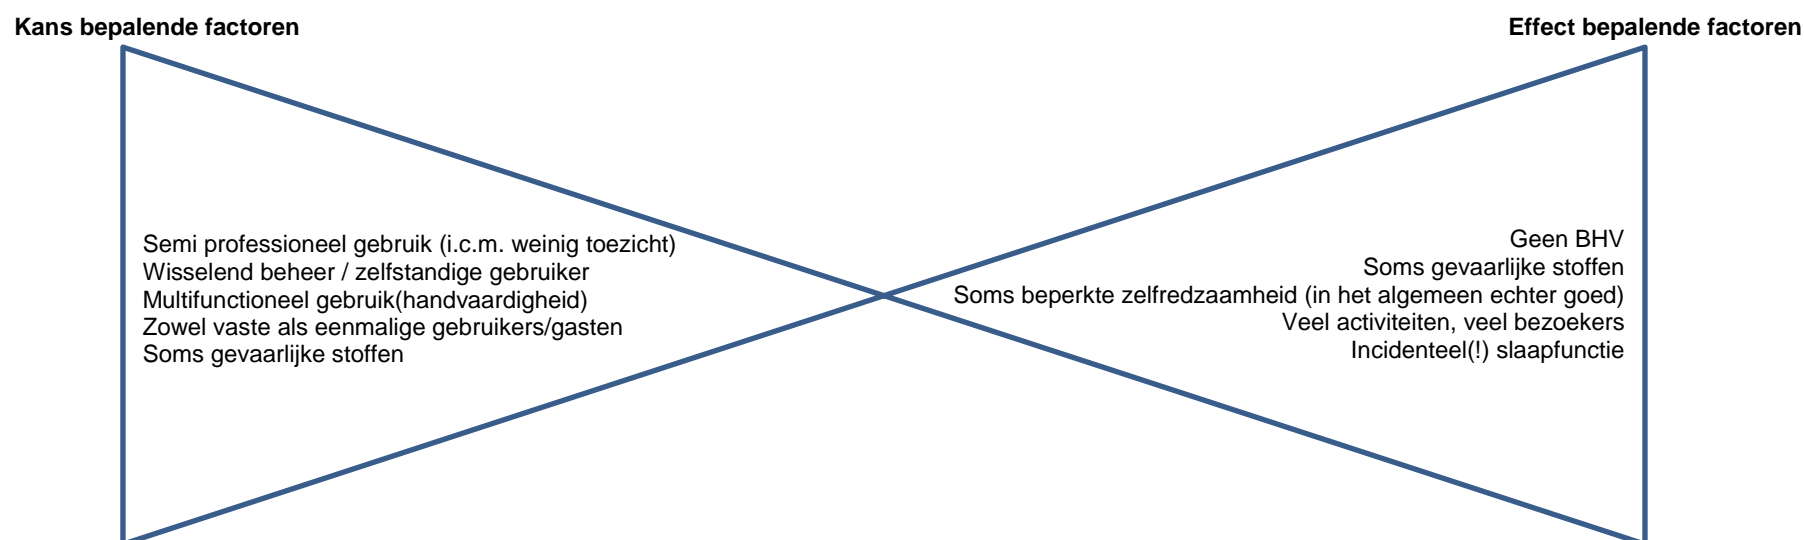 Kans bepalende factoren
Effect bepalende factoren
Semi professioneel gebruik (i.c.m. weinig toezicht)
Wisselend beheer / zelfstandige gebruiker
Multifunctioneel gebruik(handvaardigheid)
Zowel vaste als eenmalige gebruikers/gasten
Soms gevaarlijke stoffen
Geen BHV
Soms gevaarlijke stoffen
Soms beperkte zelfredzaamheid (in het algemeen echter goed)
Veel activiteiten, veel bezoekers
Incidenteel(!) slaapfunctie